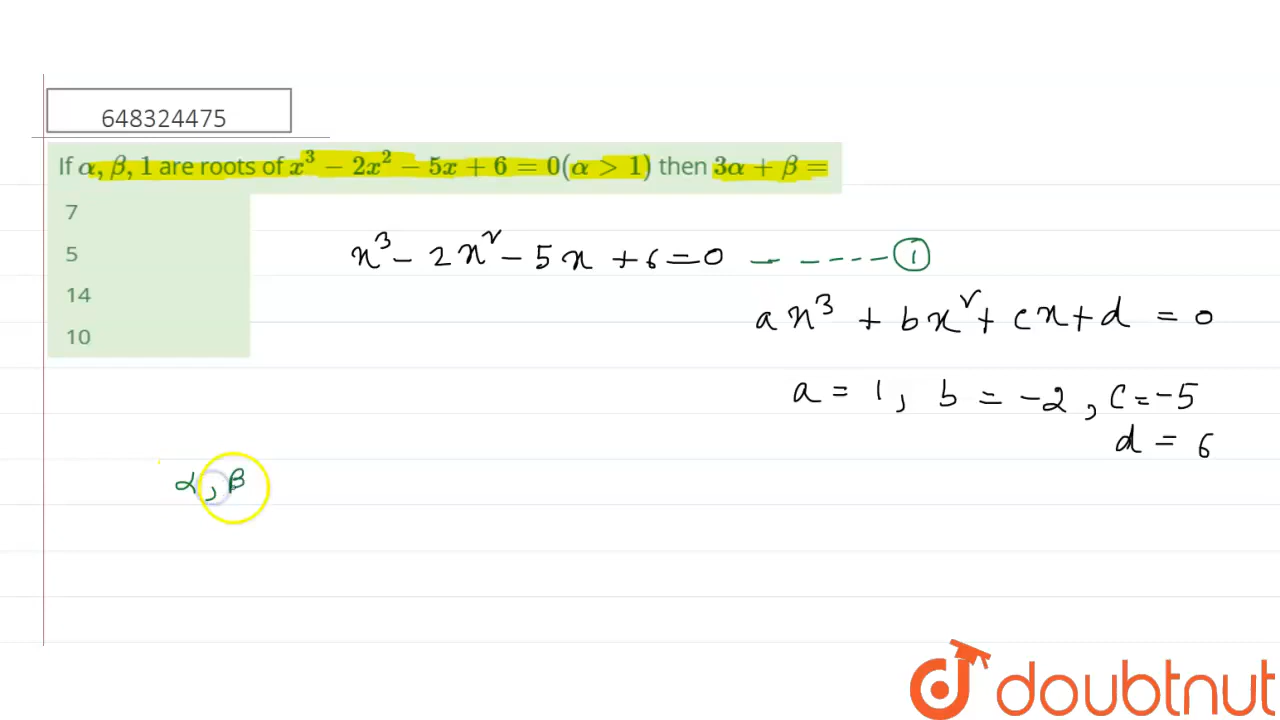 648324475
If α, β, 1 are roots of x³ − 2x² − 5x + 6 = 0(α > 1) then 3α + β =
7
5
14
10
x³ − 2x² − 5x + 6 = 0 − − − − − − ①
ax³ + bx² + cx + d = 0
a = 1, b = −2, c = −5
d = 6
α, β
doubtnut